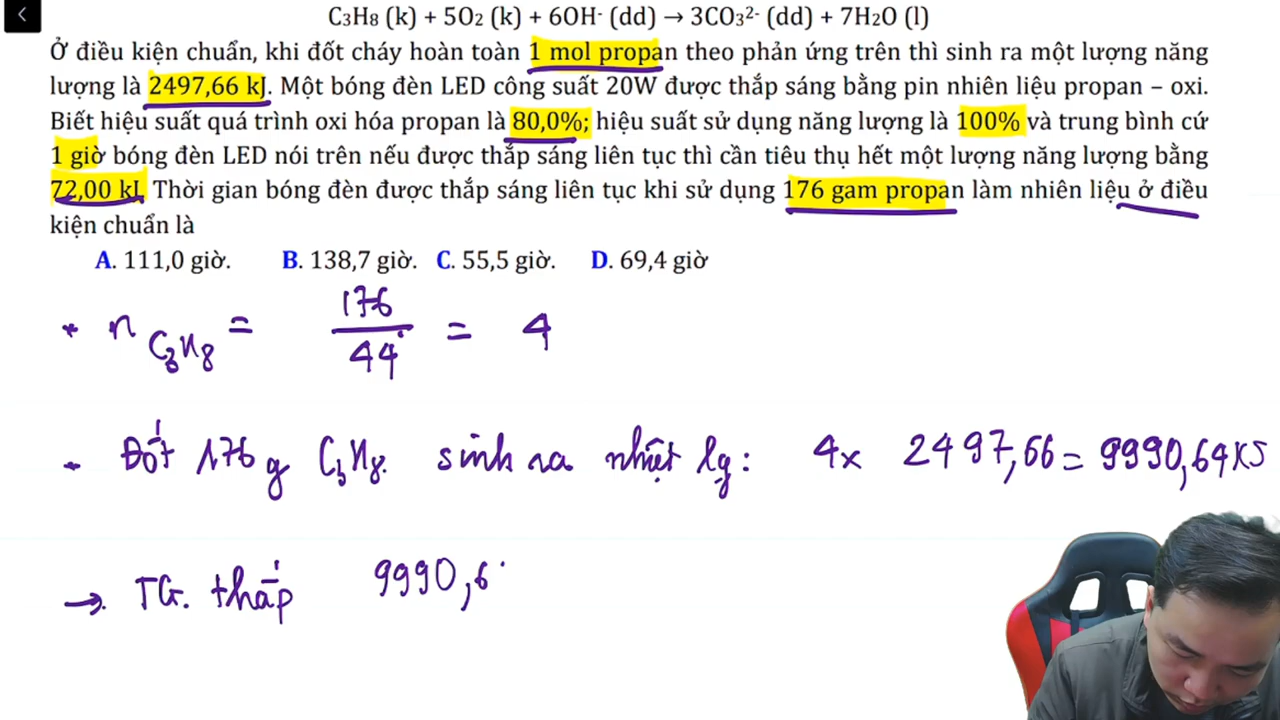 C₃H₈ (k) + 5O₂ (k) + 6OH⁻ (dd) → 3CO₃²⁻ (dd) + 7H₂O (l)
Ở điều kiện chuẩn, khi đốt cháy hoàn toàn 1 mol propan theo phản ứng trên thì sinh ra một lượng năng
lượng là 2497,66 kJ. Một bóng đèn LED công suất 20W được thắp sáng bằng pin nhiên liệu propan – oxi.
Biết hiệu suất quá trình oxi hóa propan là 80,0%; hiệu suất sử dụng năng lượng là 100% và trung bình cứ
1 giờ bóng đèn LED nói trên nếu được thắp sáng liên tục thì cần tiêu thụ hết một lượng năng lượng bằng
72,00 kJ. Thời gian bóng đèn được thắp sáng liên tục khi sử dụng 176 gam propan làm nhiên liệu ở điều
kiện chuẩn là
A. 111,0 giờ. B. 138,7 giờ. C. 55,5 giờ. D. 69,4 giờ
* n C₃H₈ = 176/44 = 4
- Đốt 176 g C₃H₈ sinh ra nhiệt lg: 4x 2497,66 = 9990,64KJ
→ TG. thắp 9990,6